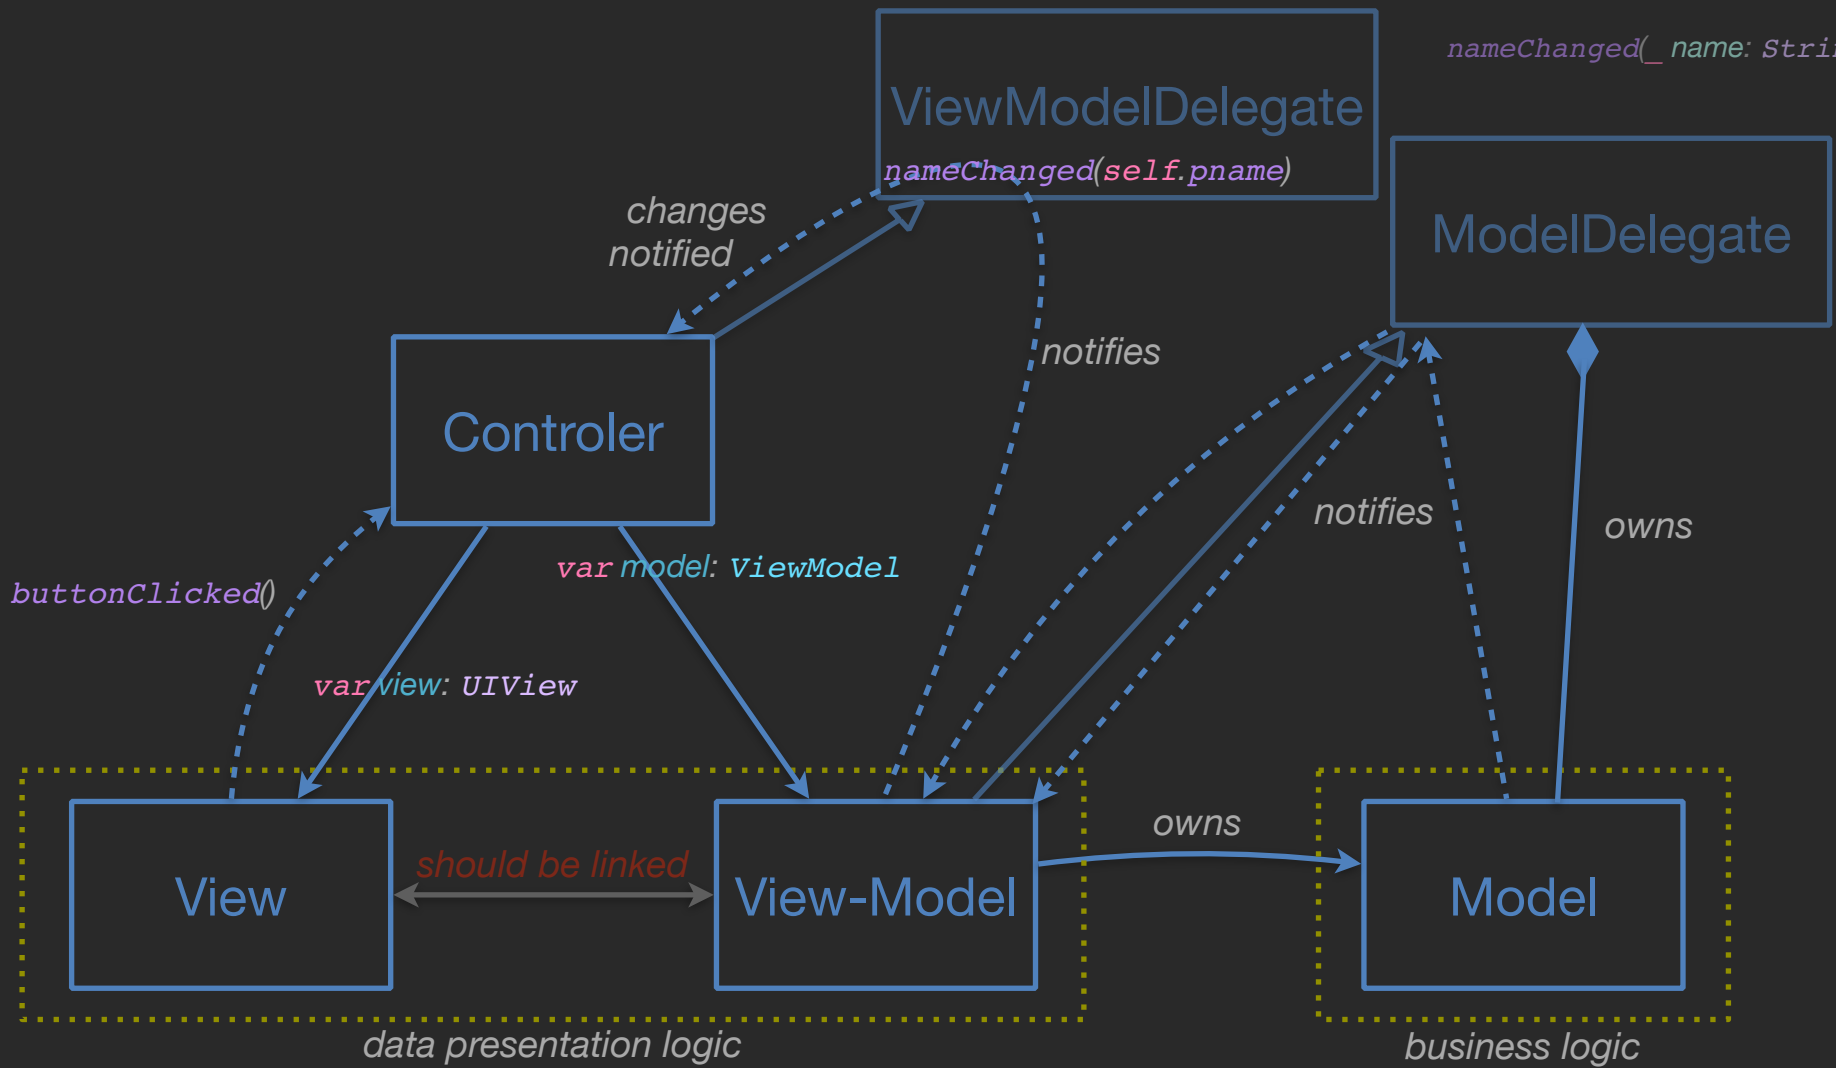 nameChanged(_ name: Strin
ViewModelDelegate
nameChanged(self.pname)
changes
notified
ModelDelegate
notifies
Controler
notifies
owns
var model: ViewModel
buttonClicked()
var view: UIView
owns
should be linked
View
View-Model
Model
data presentation logic
business logic